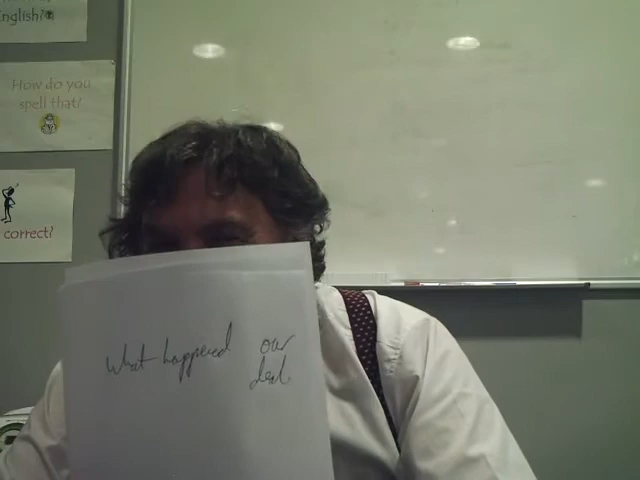 English?
How do you
spell that?
correct?
What happened our
deal